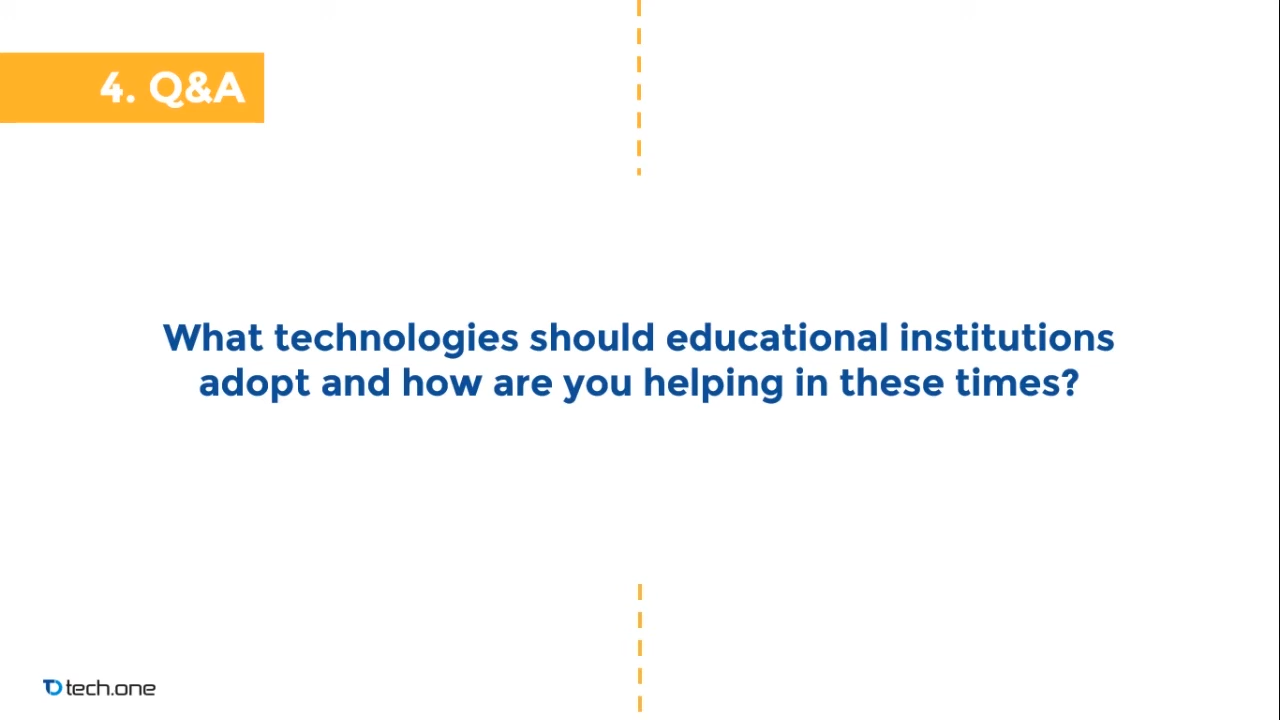 4. Q&A
What technologies should educational institutions
adopt and how are you helping in these times?
tech.one